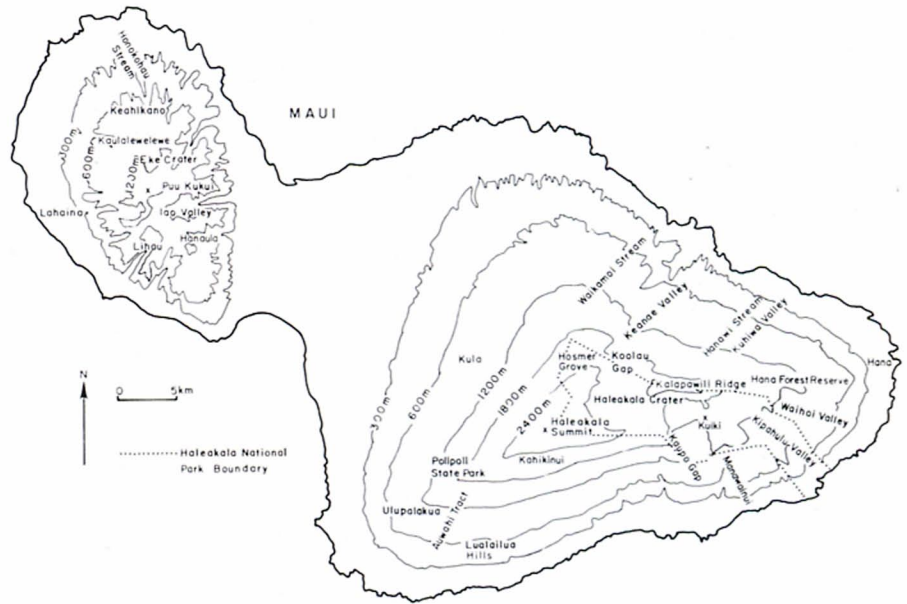 MAUI
Honokohau
Stream
Keahikano
Kaulalewelewe
Eke Crater
300m
600m
1200m
x
Puu Kukui
Lahaina
Iao Valley
Hanaula
Lihau
N
0 5km
Haleakala National
Park Boundary
Waikamoi Stream
Keanae Valley
Hanawi Stream
Kuhiwa Valley
Hana
Kula
Hosmer
Grove
Koolau
Gap
Kalapawili Ridge
Hana Forest Reserve
300m
600m
1200m
1800m
2400m
Haleakala Crater
Waihoi Valley
x
Haleakala
Summit
x
Kuiki
Kipahulu Valley
Kaupo Gap
Manawainui
Polipoli
State Park
Kahikinui
Ulupalakua
Auwahi Tract
Lualailua
Hills